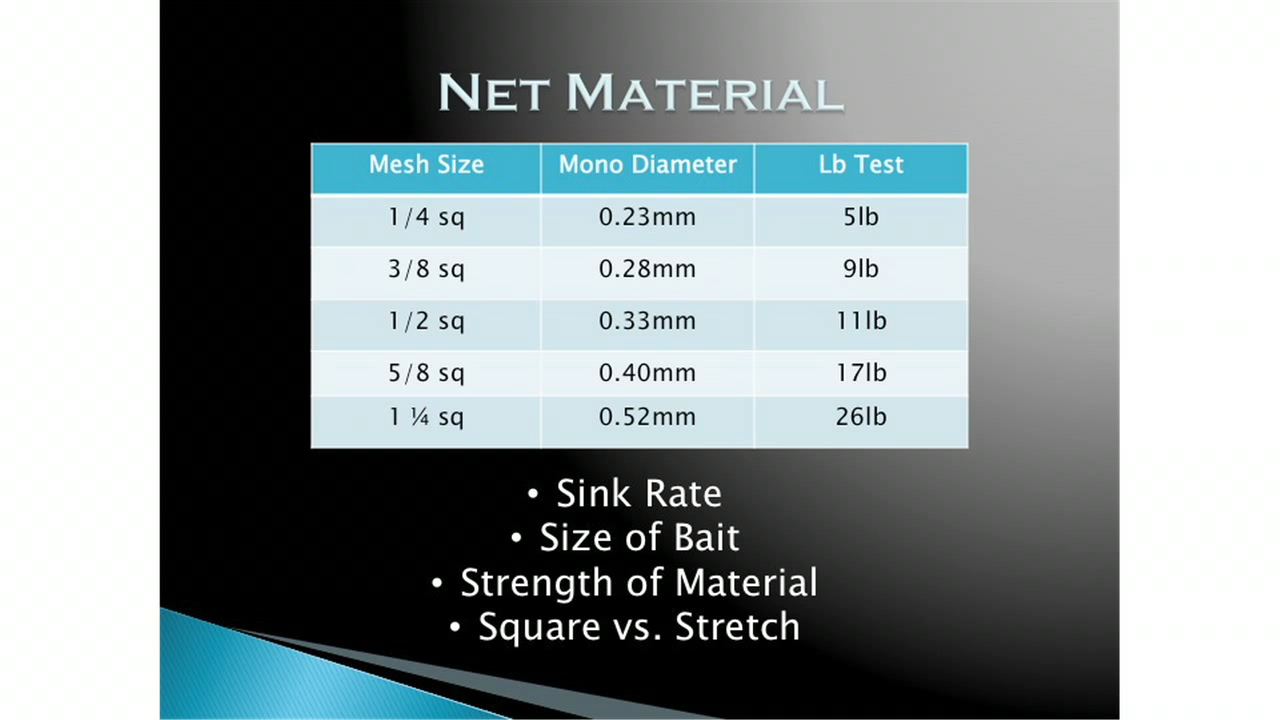 NET MATERIAL
Mesh Size Mono Diameter Lb Test
1/4 sq 0.23mm 5lb
3/8 sq 0.28mm 9lb
1/2 sq 0.33mm 11lb
5/8 sq 0.40mm 17lb
1 ¼ sq 0.52mm 26lb
• Sink Rate
• Size of Bait
• Strength of Material
• Square vs. Stretch